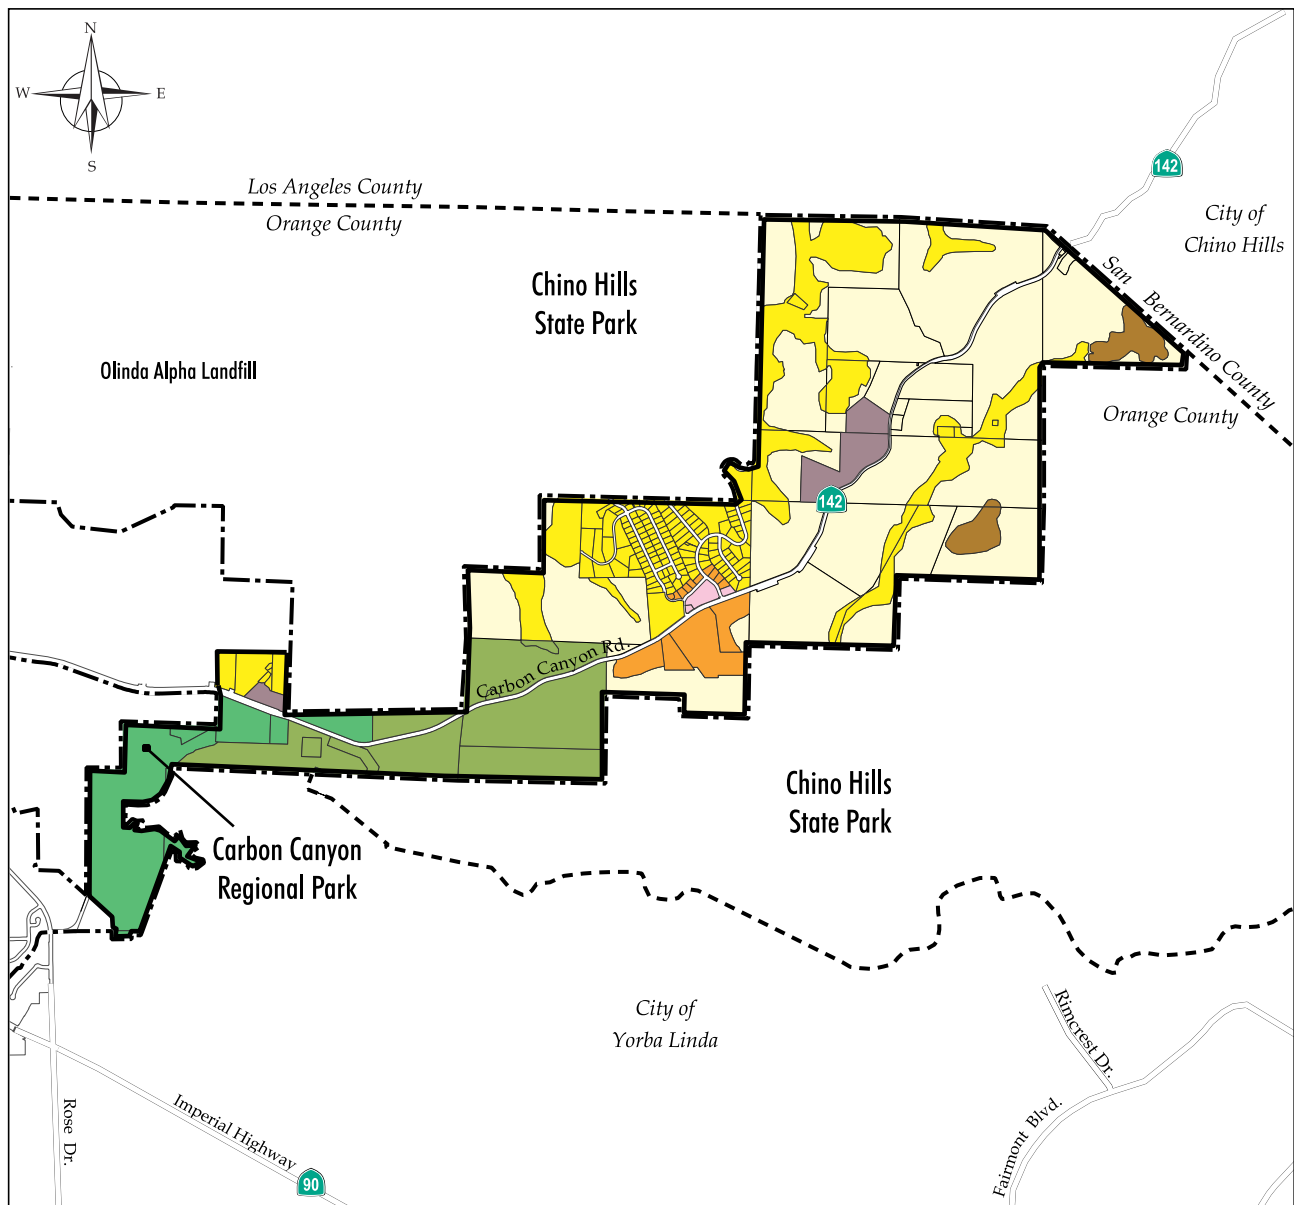 N
W
E
S
142
Los Angeles County
Orange County
City of
Chino Hills
San Bernardino County
Chino Hills
State Park
Olinda Alpha Landfill
Orange County
142
Carbon Canyon Rd.
Chino Hills
State Park
Carbon Canyon
Regional Park
City of
Yorba Linda
Rimcrest Dr.
Fairmont Blvd.
Rose Dr.
Imperial Highway
90